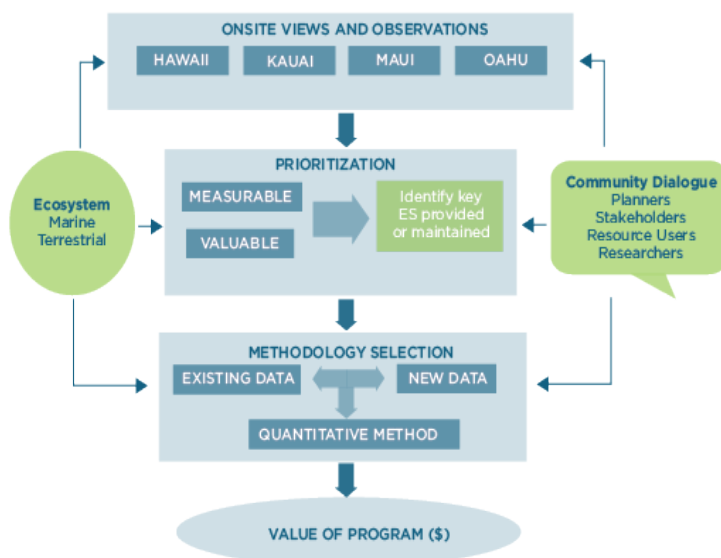 ONSITE VIEWS AND OBSERVATIONS
HAWAII
KAUAI
MAUI
OAHU
PRIORITIZATION
MEASURABLE
VALUABLE
Identify key
ES provided
or maintained
Ecosystem
Marine
Terrestrial
Community Dialogue
Planners
Stakeholders
Resource Users
Researchers
METHODOLOGY SELECTION
EXISTING DATA
NEW DATA
QUANTITATIVE METHOD
VALUE OF PROGRAM ($)